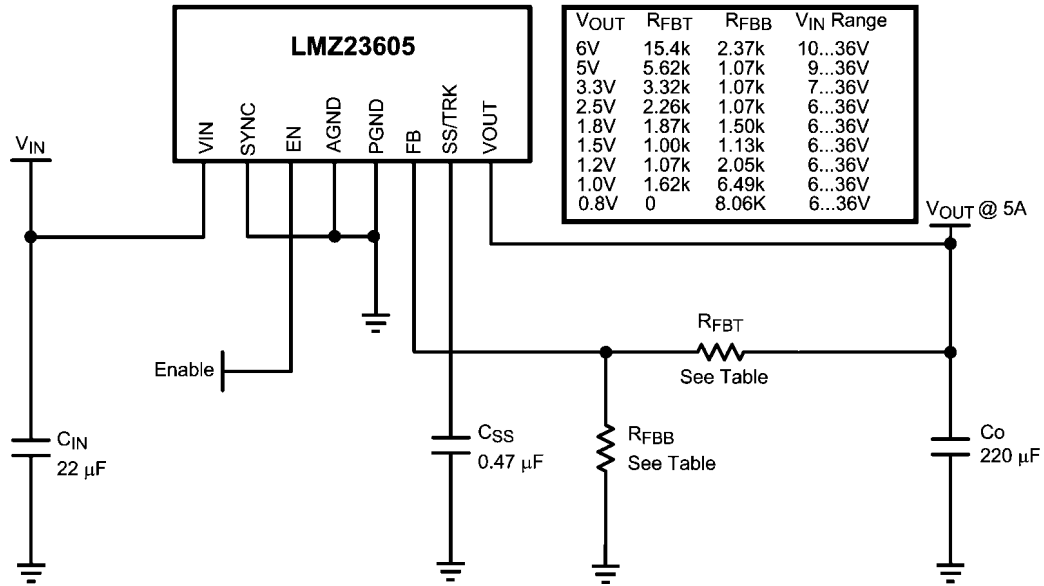 LMZ23605
VIN
SYNC
EN
AGND
PGND
FB
SS/TRK
VOUT
VOUT RFBT RFBB VIN Range
6V 15.4k 2.37k 10...36V
5V 5.62k 1.07k 9...36V
3.3V 3.32k 1.07k 7...36V
2.5V 2.26k 1.07k 6...36V
1.8V 1.87k 1.50k 6...36V
1.5V 1.00k 1.13k 6...36V
1.2V 1.07k 2.05k 6...36V
1.0V 1.62k 6.49k 6...36V
0.8V 0 8.06K 6...36V
VIN
VOUT @ 5A
RFBT
See Table
Enable
CIN
22 μF
CSS
0.47 μF
RFBB
See Table
Co
220 μF